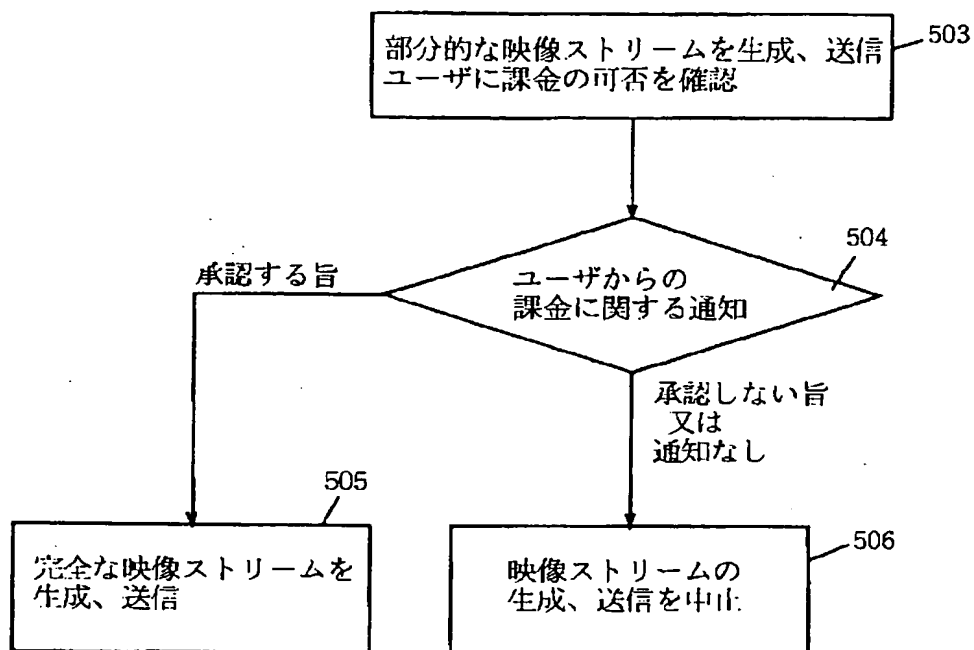 部分的な映像ストリームを生成、送信
ユーザに課金の可否を確認
503
504
ユーザからの
課金に関する通知
承認する旨
承認しない旨
又は
通知なし
505
完全な映像ストリームを
生成、送信
506
映像ストリームの
生成、送信を中止